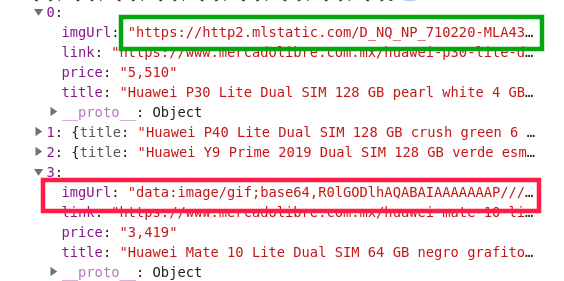 ▼0:
imgUrl: "https://http2.mlstatic.com/D_NQ_NP_710220-MLA43…
link: "https://www.mercadolibre.com.mx/huawei-p30-lite-d…
price: "5,510"
title: "Huawei P30 Lite Dual SIM 128 GB pearl white 4 GB…
▶__proto__: Object
▶1: {title: "Huawei P40 Lite Dual SIM 128 GB crush green 6 …
▶2: {title: "Huawei Y9 Prime 2019 Dual SIM 128 GB verde esm…
▼3:
imgUrl: "data:image/gif;base64,R0lGODlhAQABAIAAAAAAAP///…
link: "https://www.mercadolibre.com.mx/huawei-mate-10-li…
price: "3,419"
title: "Huawei Mate 10 Lite Dual SIM 64 GB negro grafito…
▶__proto__: Object